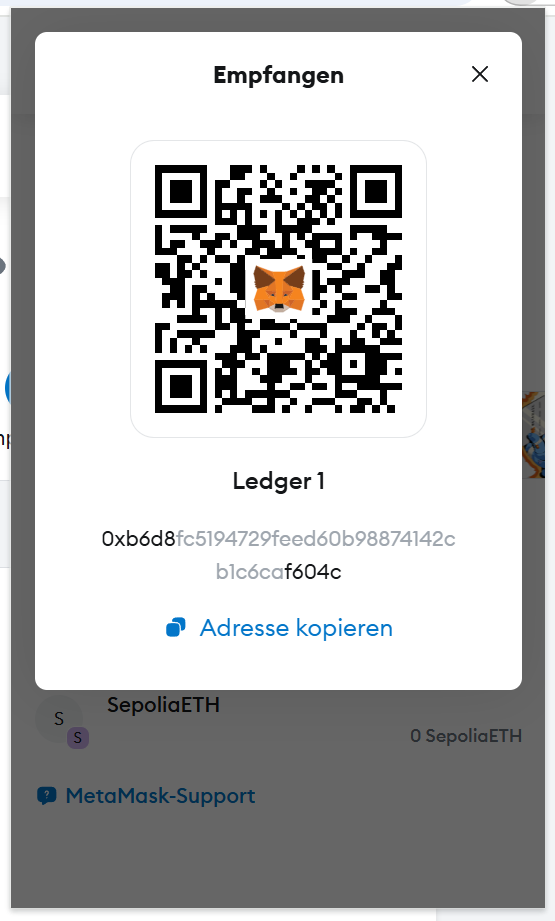 Empfangen
Ledger 1
0xb6d8fc5194729feed60b98874142c
b1c6caf604c
Adresse kopieren
S
SepoliaETH
S
0 SepoliaETH
MetaMask-Support